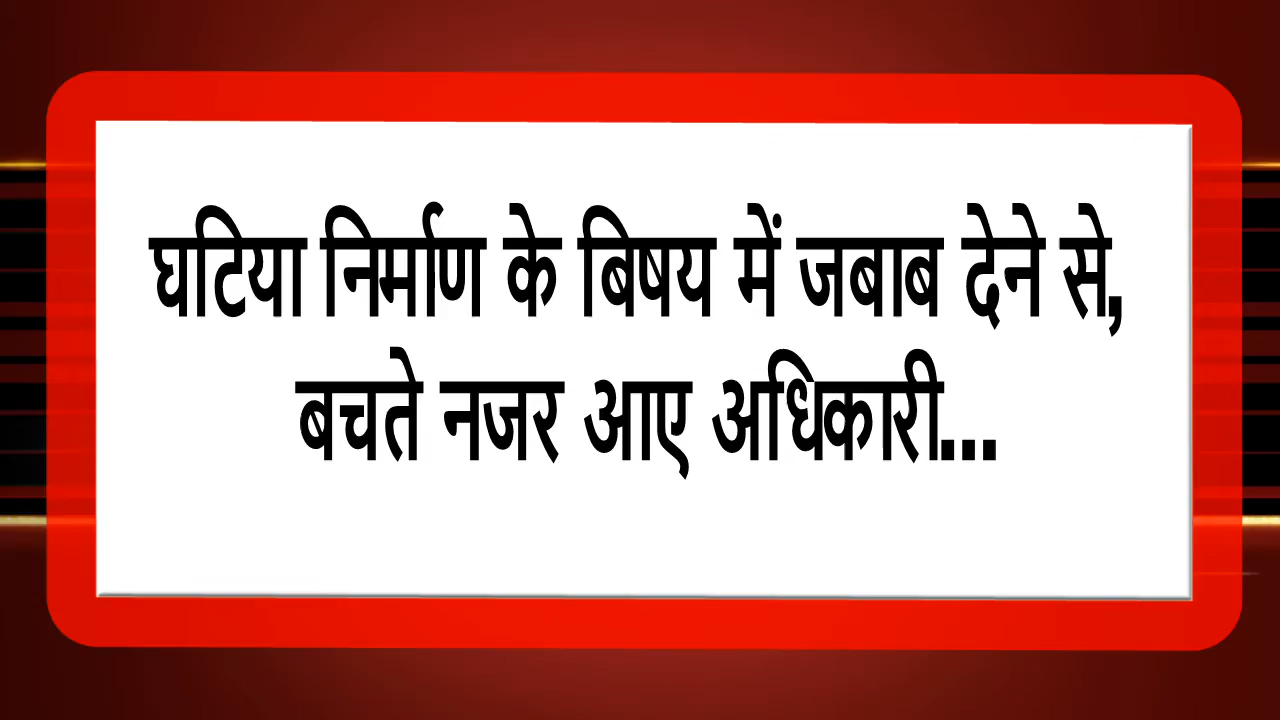 घटिया निर्माण के बिषय में जबाब देने से,
बचते नजर आए अधिकारी...